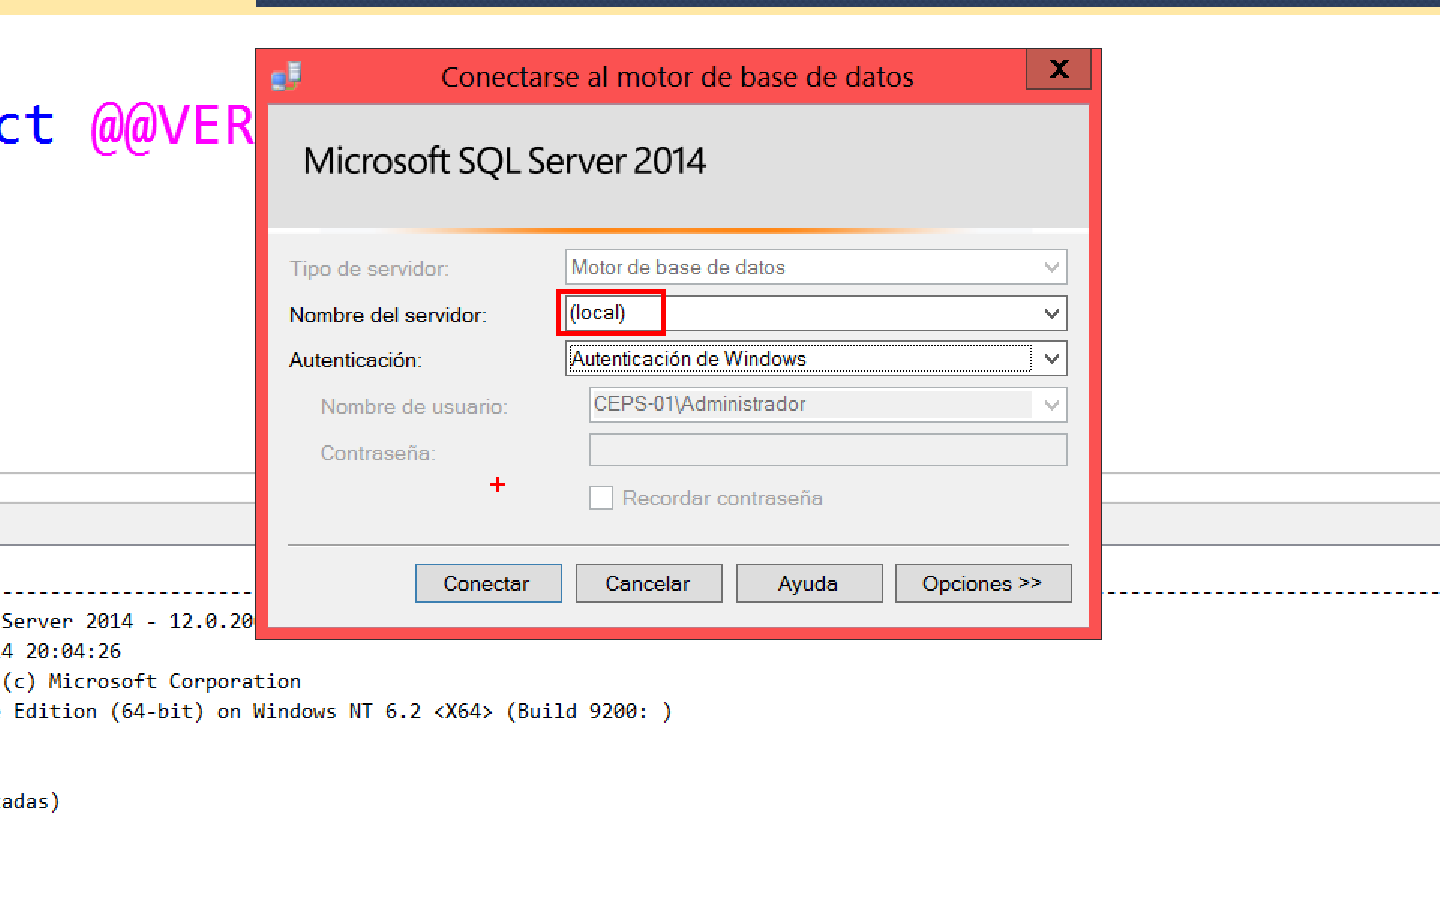 Conectarse al motor de base de datos
X
ct @@VER
Microsoft SQL Server 2014
Tipo de servidor: Motor de base de datos
Nombre del servidor: (local)
Autenticación: Autenticación de Windows
Nombre de usuario: CEPS-01\Administrador
Contraseña:
Recordar contraseña
Conectar Cancelar Ayuda Opciones >>
Server 2014 - 12.0.20
4 20:04:26
(c) Microsoft Corporation
Edition (64-bit) on Windows NT 6.2 <X64> (Build 9200: )
adas)